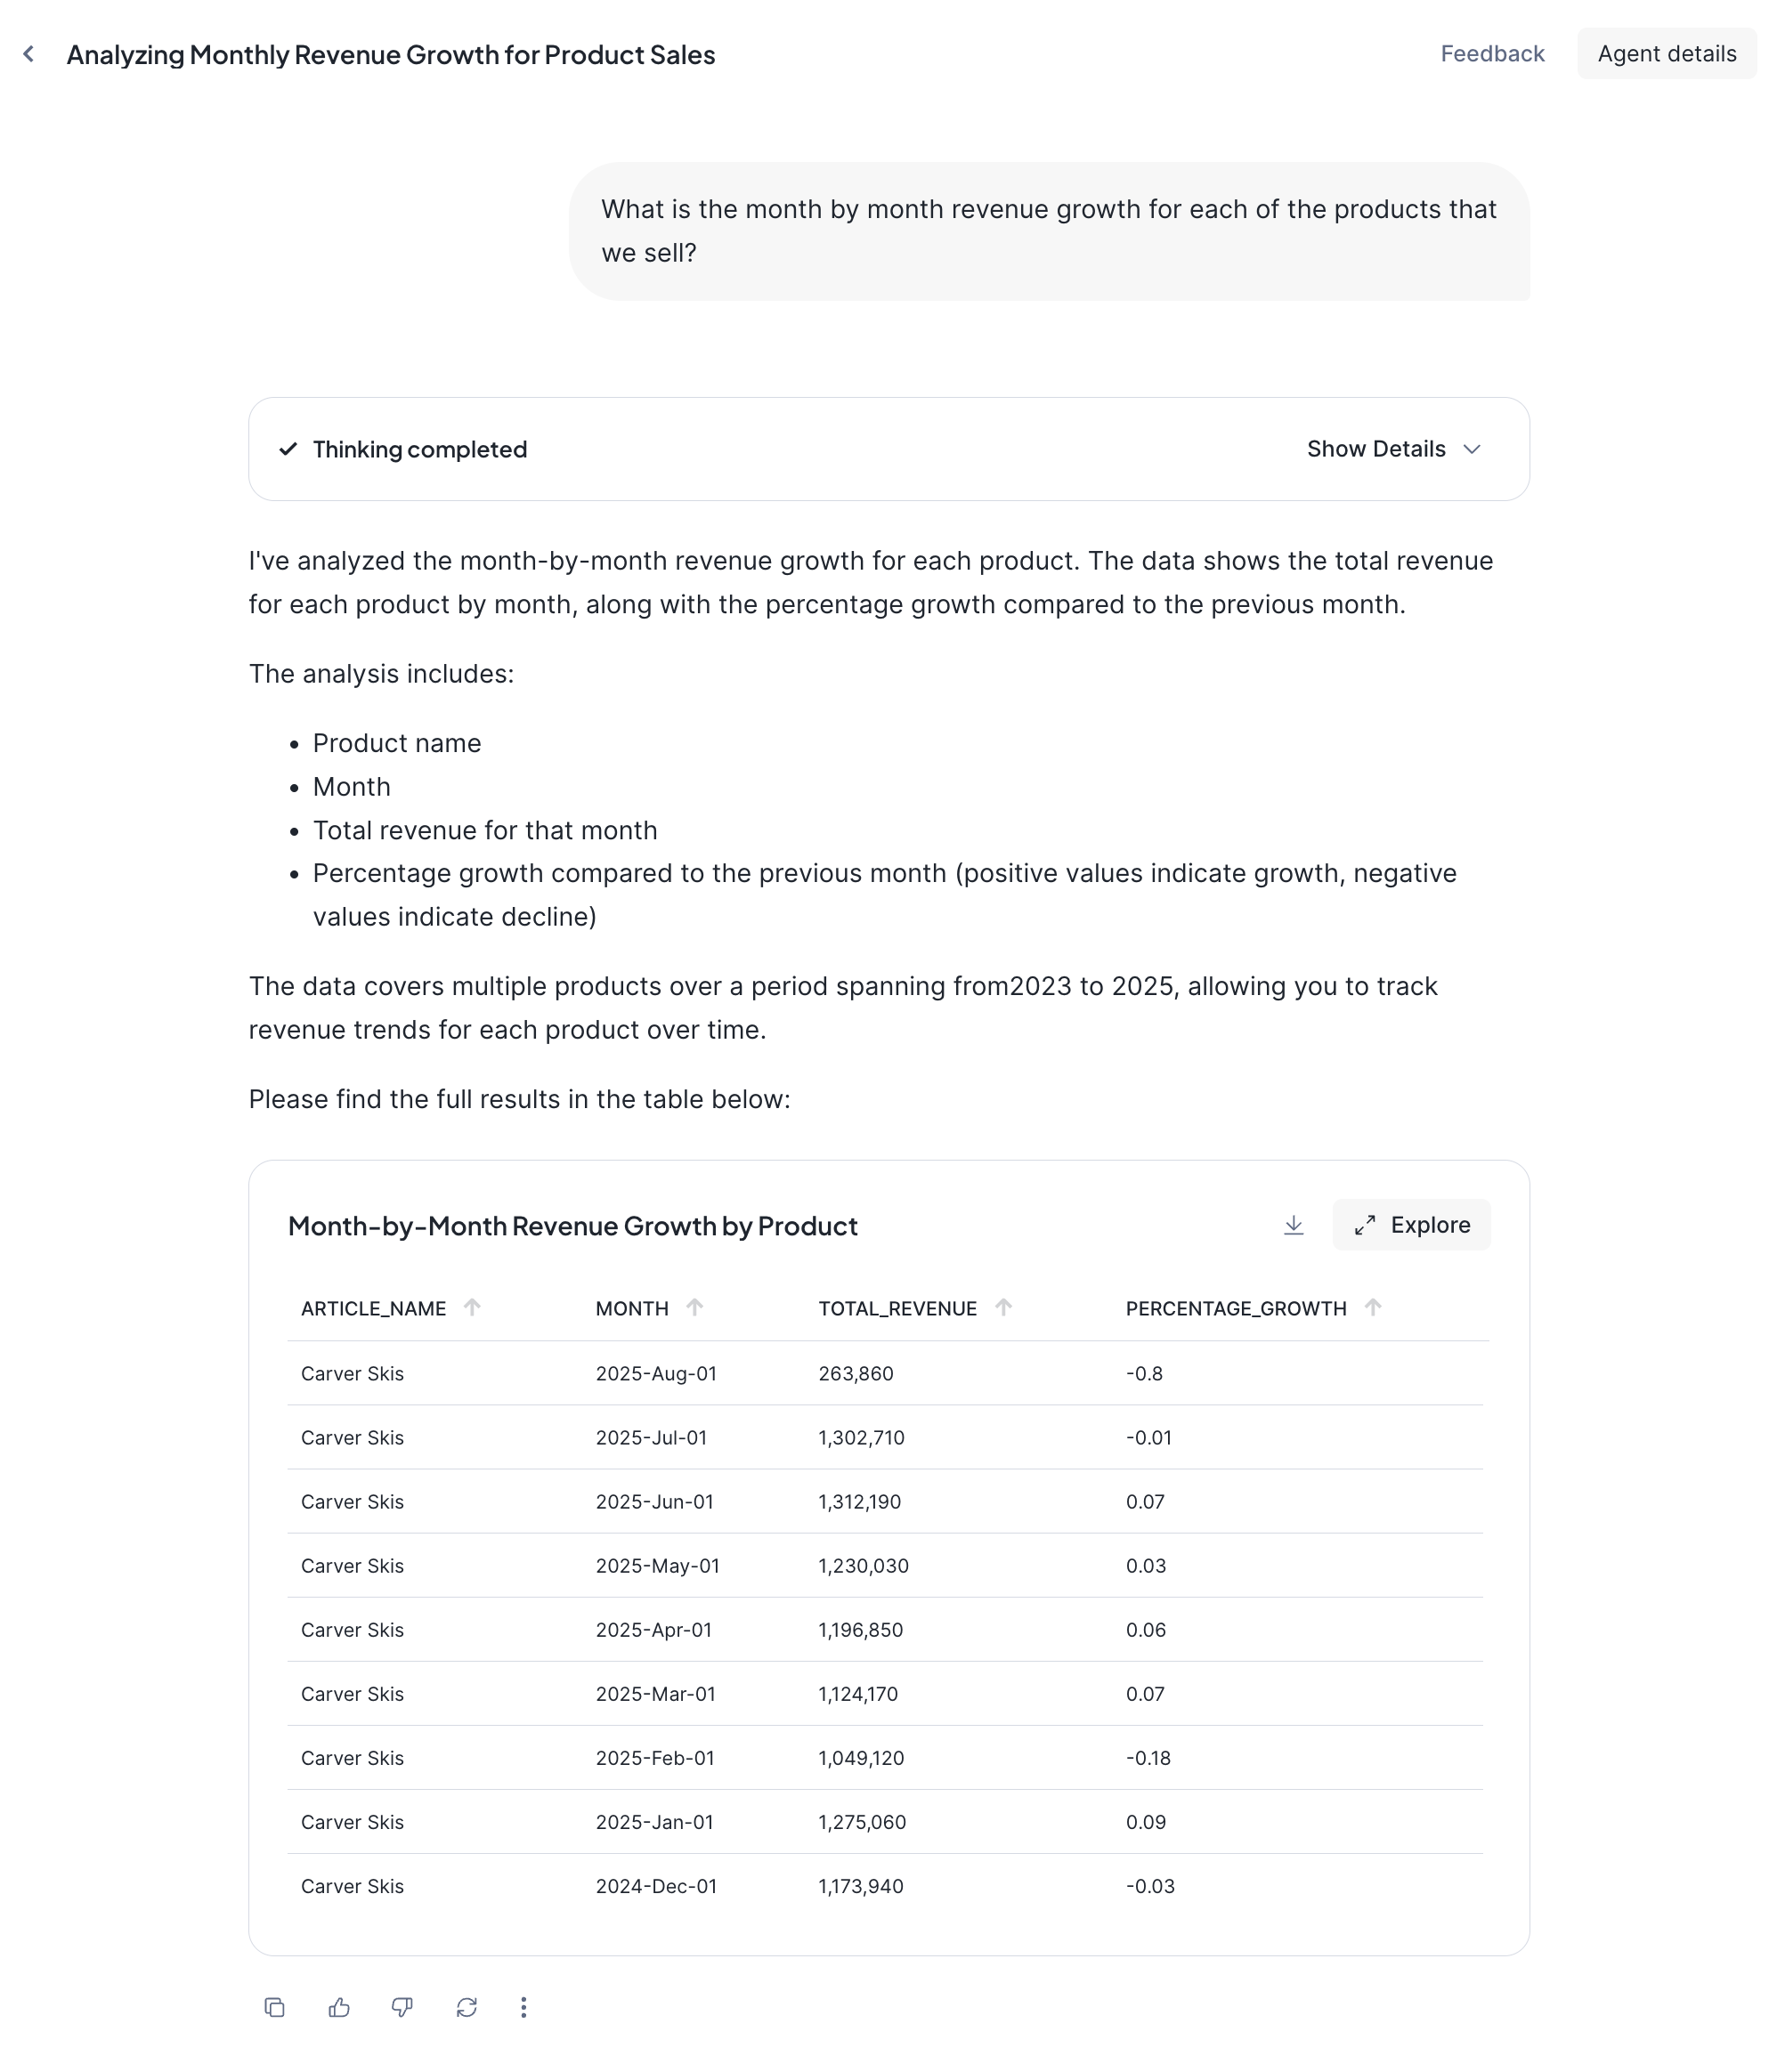 Analyzing Monthly Revenue Growth for Product Sales
Feedback
Agent details
What is the month by month revenue growth for each of the products that
we sell?
Thinking completed
Show Details
I've analyzed the month-by-month revenue growth for each product. The data shows the total revenue
for each product by month, along with the percentage growth compared to the previous month.
The analysis includes:
• Product name
• Month
• Total revenue for that month
• Percentage growth compared to the previous month (positive values indicate growth, negative
values indicate decline)
The data covers multiple products over a period spanning from2023 to 2025, allowing you to track
revenue trends for each product over time.
Please find the full results in the table below:
Month-by-Month Revenue Growth by Product
Explore
ARTICLE_NAME MONTH TOTAL_REVENUE PERCENTAGE_GROWTH
Carver Skis 2025-Aug-01 263,860 -0.8
Carver Skis 2025-Jul-01 1,302,710 -0.01
Carver Skis 2025-Jun-01 1,312,190 0.07
Carver Skis 2025-May-01 1,230,030 0.03
Carver Skis 2025-Apr-01 1,196,850 0.06
Carver Skis 2025-Mar-01 1,124,170 0.07
Carver Skis 2025-Feb-01 1,049,120 -0.18
Carver Skis 2025-Jan-01 1,275,060 0.09
Carver Skis 2024-Dec-01 1,173,940 -0.03